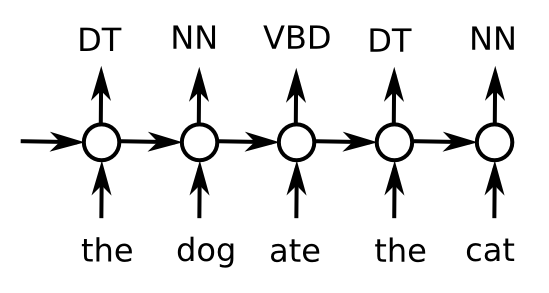 DT NN VBD DT NN
the dog ate the cat